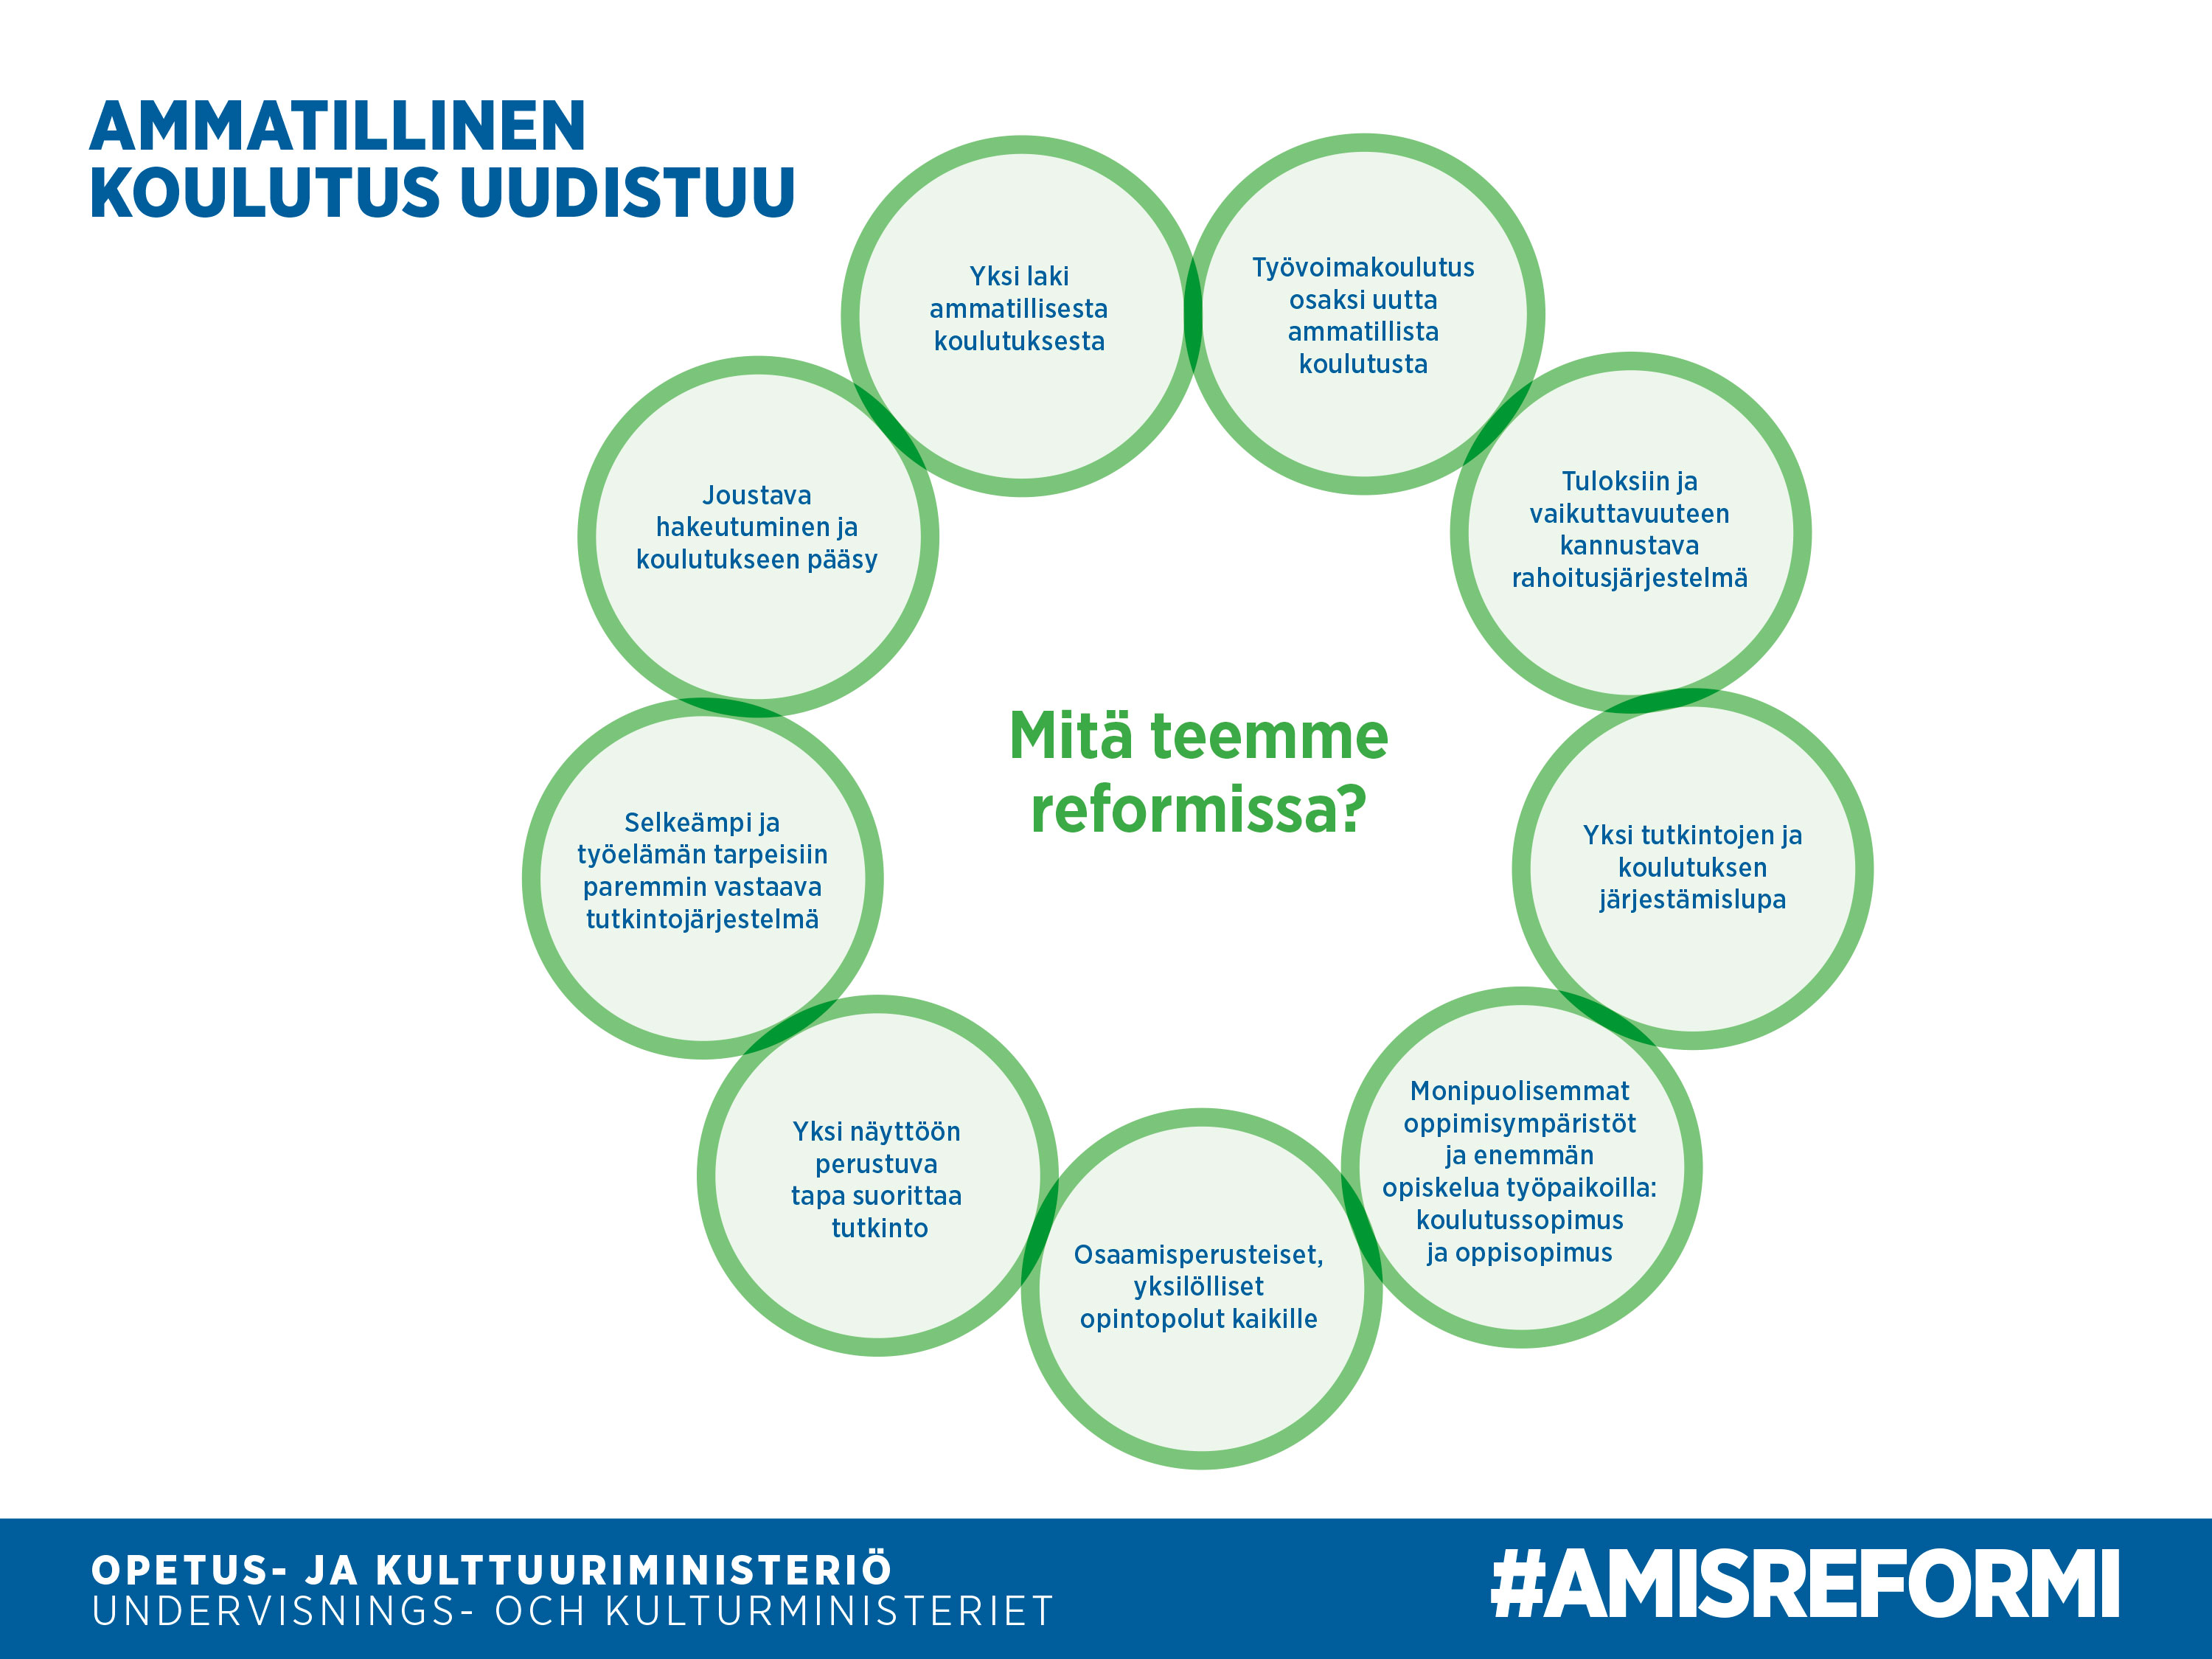 AMMATILLINEN
KOULUTUS UUDISTUU
Yksi laki
ammatillisesta
koulutuksesta
Työvoimakoulutus
osaksi uutta
ammatillista
koulutusta
Tuloksiin ja
vaikuttavuuteen
kannustava
rahoitusjärjestelmä
Yksi tutkintojen ja
koulutuksen
järjestämislupa
Monipuolisemmat
oppimisympäristöt
ja enemmän
opiskelua työpaikoilla:
koulutussopimus
ja oppisopimus
Osaamisperusteiset,
yksilölliset
opintopolut kaikille
Yksi näyttöön
perustuva
tapa suorittaa
tutkinto
Selkeämpi ja
työelämän tarpeisiin
paremmin vastaava
tutkintojärjestelmä
Joustava
hakeutuminen ja
koulutukseen pääsy
Mitä teemme
reformissa?
OPETUS- JA KULTTUURIMINISTERIÖ
UNDERVISNINGS- OCH KULTURMINISTERIET
#AMISREFORMI